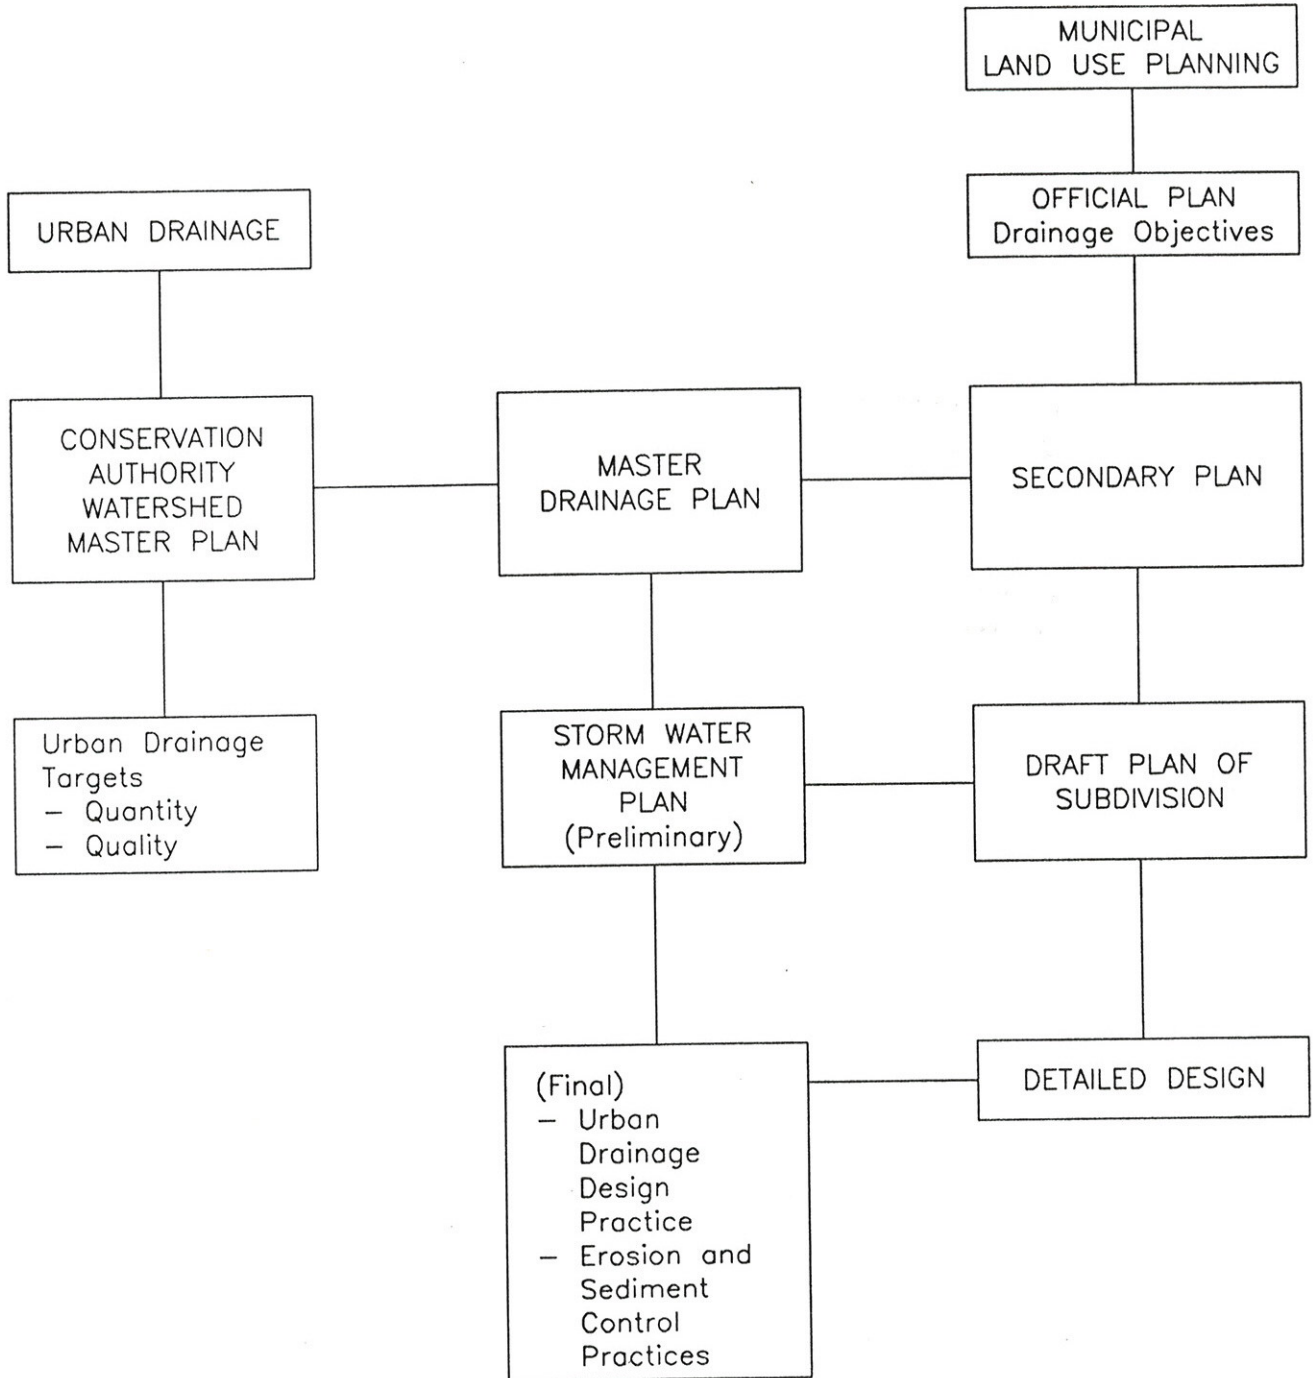 MUNICIPAL
LAND USE PLANNING
URBAN DRAINAGE
OFFICIAL PLAN
Drainage Objectives
CONSERVATION
AUTHORITY
WATERSHED
MASTER PLAN
MASTER
DRAINAGE PLAN
SECONDARY PLAN
Urban Drainage
Targets
– Quantity
– Quality
STORM WATER
MANAGEMENT
PLAN
(Preliminary)
DRAFT PLAN OF
SUBDIVISION
(Final)
– Urban
Drainage
Design
Practice
– Erosion and
Sediment
Control
Practices
DETAILED DESIGN